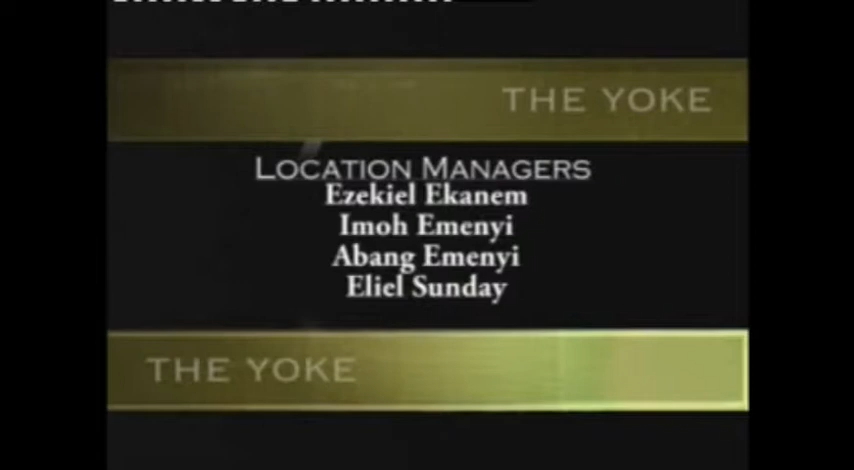 THE YOKE
LOCATION MANAGERS
Ezekiel Ekanem
Imoh Emenyi
Abang Emenyi
Eliel Sunday
THE YOKE